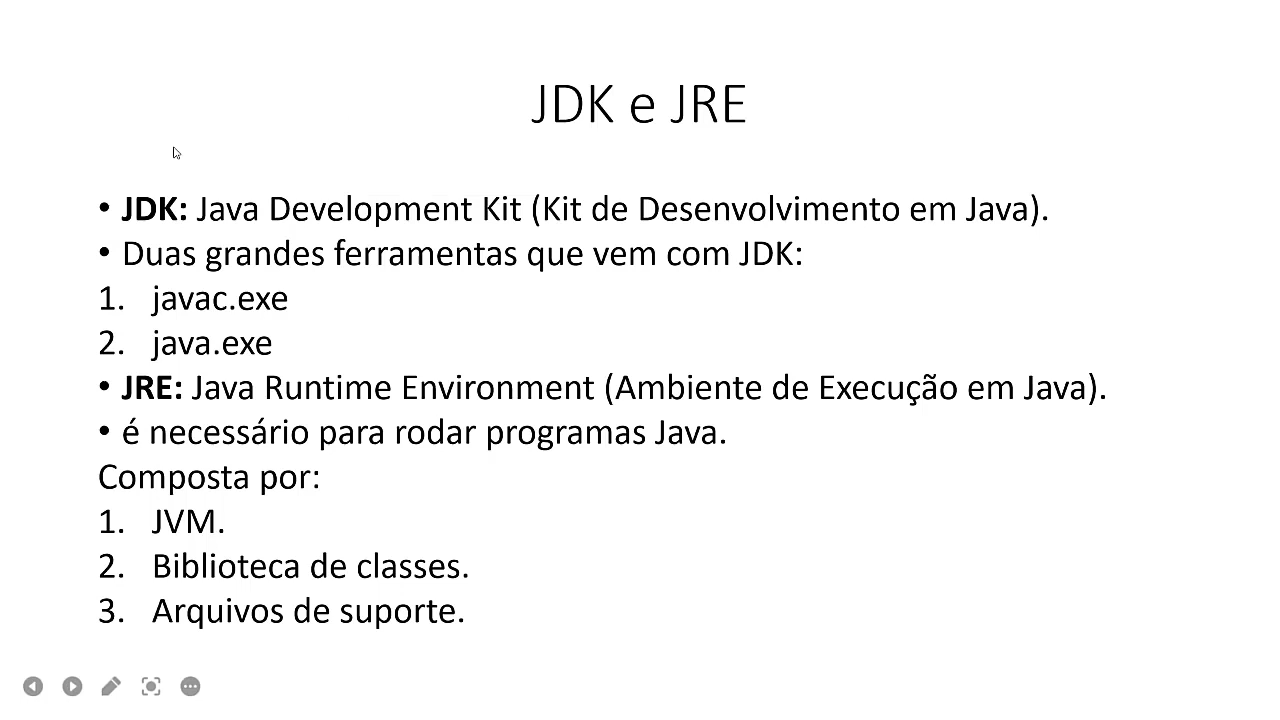 JDK e JRE
• JDK: Java Development Kit (Kit de Desenvolvimento em Java).
• Duas grandes ferramentas que vem com JDK:
1. javac.exe
2. java.exe
• JRE: Java Runtime Environment (Ambiente de Execução em Java).
• é necessário para rodar programas Java.
Composta por:
1. JVM.
2. Biblioteca de classes.
3. Arquivos de suporte.